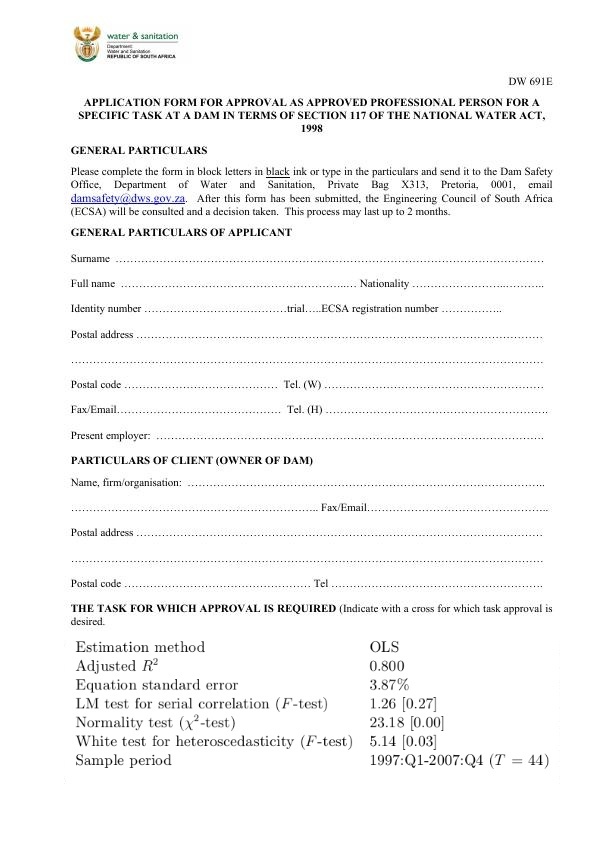 water & sanitation
Department:
Water and Sanitation
REPUBLIC OF SOUTH AFRICA
DW 691E
APPLICATION FORM FOR APPROVAL AS APPROVED PROFESSIONAL PERSON FOR A
SPECIFIC TASK AT A DAM IN TERMS OF SECTION 117 OF THE NATIONAL WATER ACT,
1998
GENERAL PARTICULARS
Please complete the form in block letters in black ink or type in the particulars and send it to the Dam Safety
Office, Department of Water and Sanitation, Private Bag X313, Pretoria, 0001, email
damsafety@dws.gov.za. After this form has been submitted, the Engineering Council of South Africa
(ECSA) will be consulted and a decision taken. This process may last up to 2 months.
GENERAL PARTICULARS OF APPLICANT
Surname ……………………………………………………………………………………………………………
Full name …………………………………………………………..… Nationality ……………………..………..
Identity number ……………………………………trial…..ECSA registration number ……………..
Postal address …………………………………………………………………………………………………………
……………………………………………………………………………………………………………………………
Postal code ……………………………………… Tel. (W) …………………………………………………………
Fax/Email………………………………………… Tel. (H) ………………………………………………………….
Present employer: …………………………………………………………………………………………………….
PARTICULARS OF CLIENT (OWNER OF DAM)
Name, firm/organisation: ……………………………………………………………………………………………..
……………………………………………………………….. Fax/Email……………………………………………..
Postal address …………………………………………………………………………………………………………
……………………………………………………………………………………………………………………………
Postal code ……………………………………………… Tel …………………………………………………….
THE TASK FOR WHICH APPROVAL IS REQUIRED (Indicate with a cross for which task approval is
desired.
Estimation method OLS
Adjusted R² 0.800
Equation standard error 3.87%
LM test for serial correlation (F-test) 1.26 [0.27]
Normality test (χ²-test) 23.18 [0.00]
White test for heteroscedasticity (F-test) 5.14 [0.03]
Sample period 1997:Q1-2007:Q4 (T = 44)